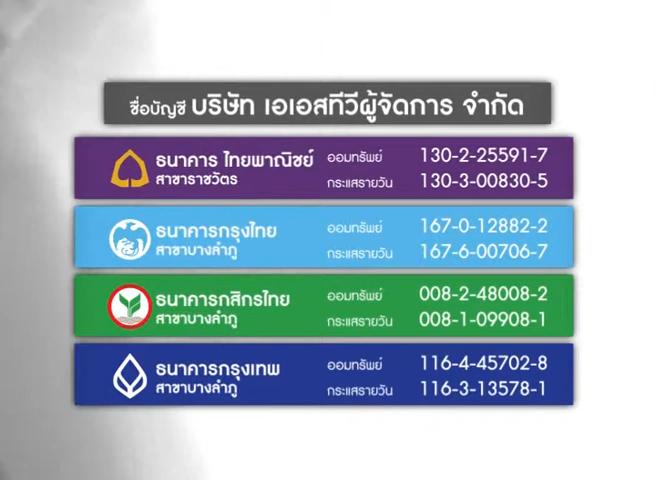 ชื่อบัญชี บริษัท เอเอสทีวีผู้จัดการ จำกัด
ธนาคาร ไทยพาณิชย์ ออมทรัพย์ 130-2-25591-7
สาขาราชวัตร กระแสรายวัน 130-3-00830-5
ธนาคารกรุงไทย ออมทรัพย์ 167-0-12882-2
สาขาบางลำภู กระแสรายวัน 167-6-00706-7
ธนาคารกสิกรไทย ออมทรัพย์ 008-2-48008-2
สาขาบางลำภู กระแสรายวัน 008-1-09908-1
ธนาคารกรุงเทพ ออมทรัพย์ 116-4-45702-8
สาขาบางลำภู กระแสรายวัน 116-3-13578-1